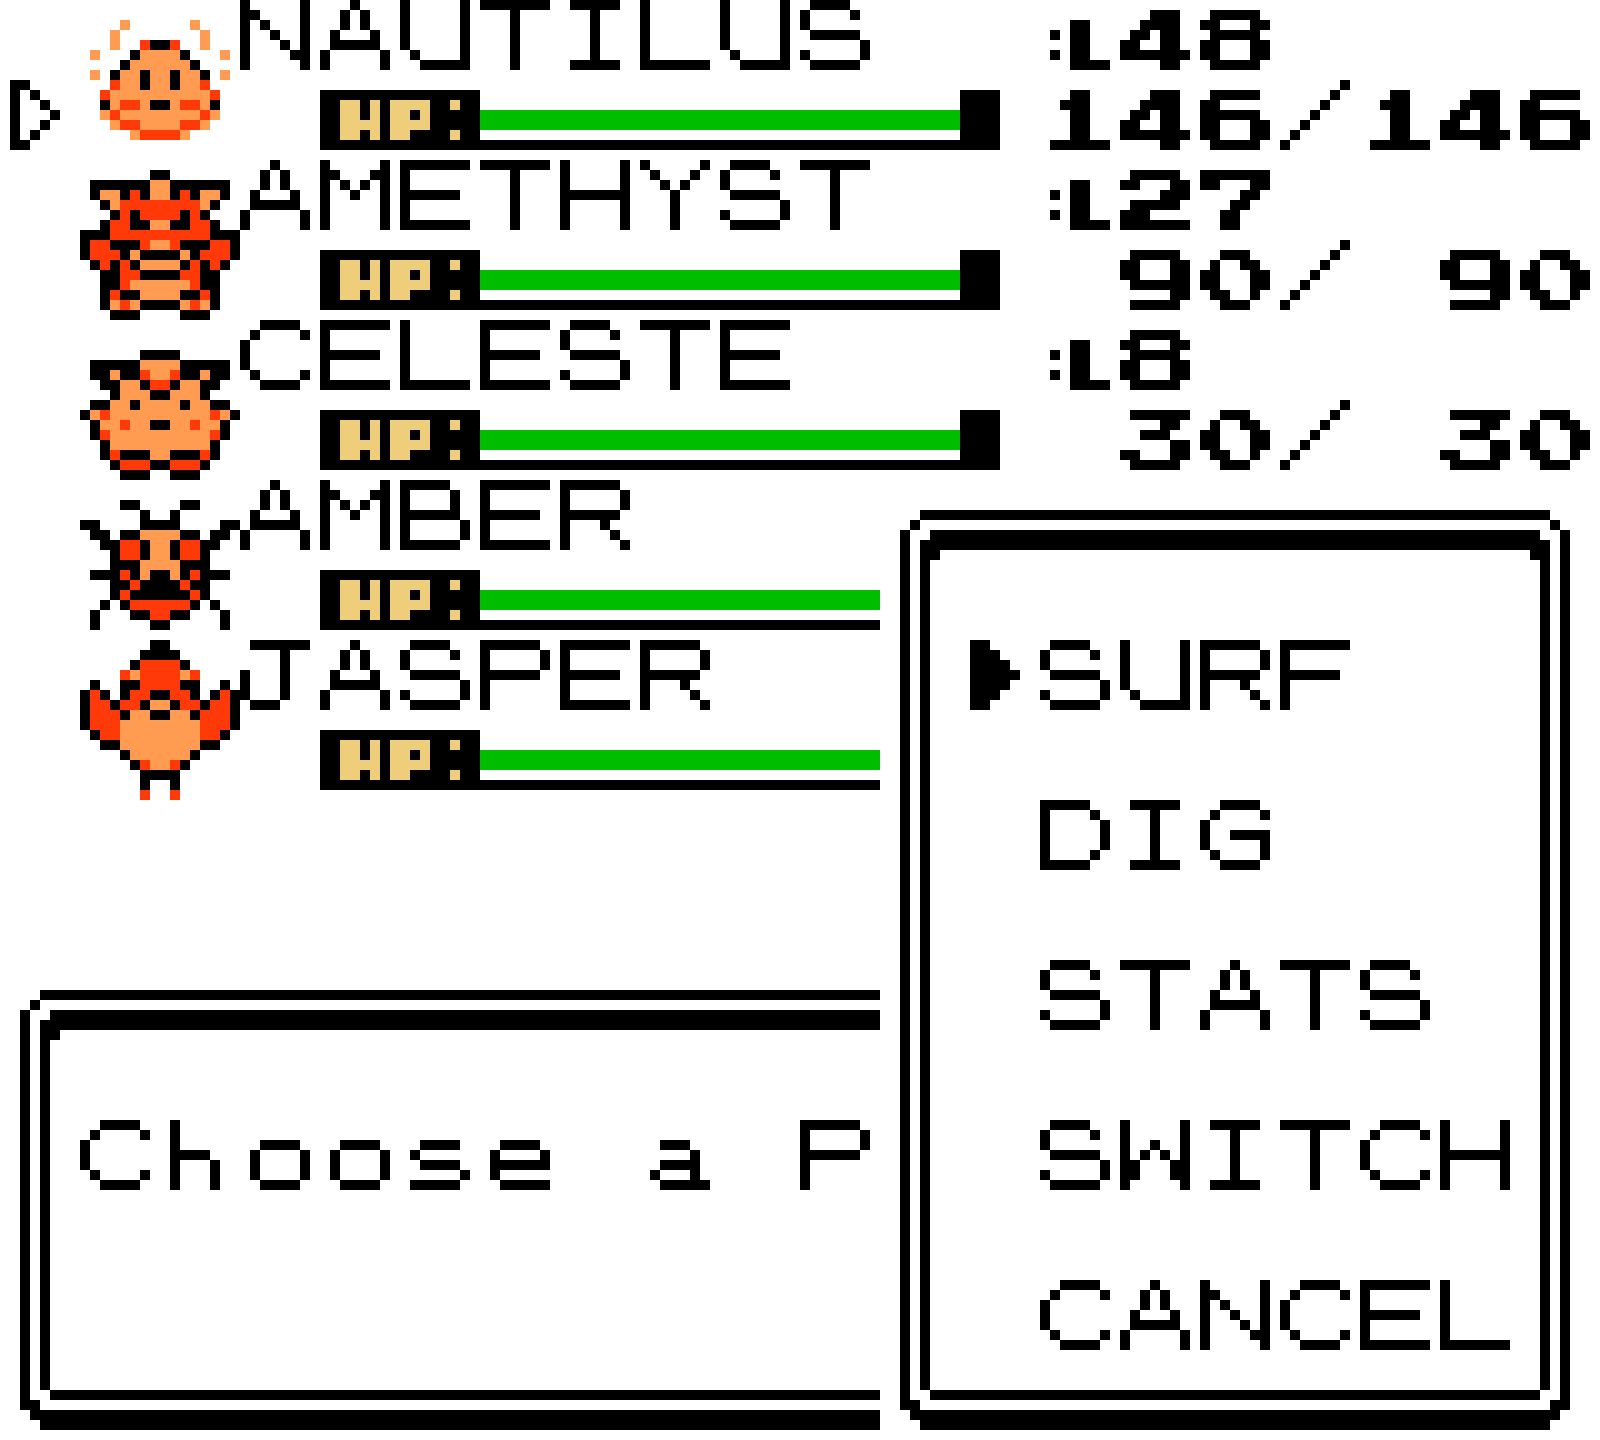 NAUTILUS :L48
HP: 146/146
AMETHYST :L27
HP: 90/ 90
CELESTE :L8
HP: 30/ 30
AMBER
HP:
JASPER
HP:
SURF
DIG
STATS
SWITCH
CANCEL
Choose a P